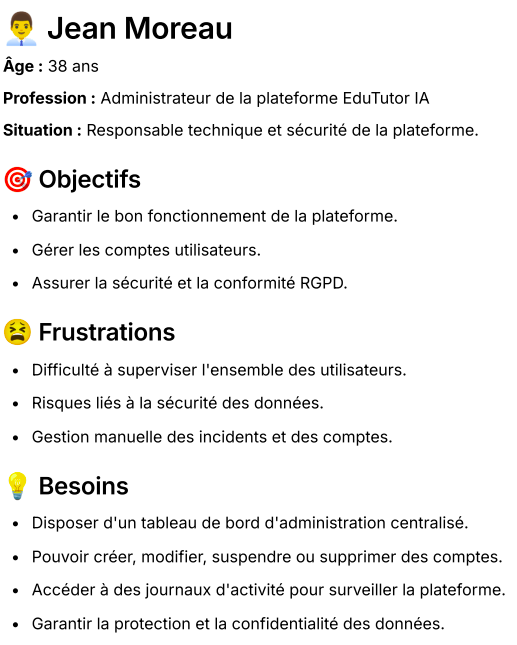 Jean Moreau
Âge : 38 ans
Profession : Administrateur de la plateforme EduTutor IA
Situation : Responsable technique et sécurité de la plateforme.
Objectifs
• Garantir le bon fonctionnement de la plateforme.
• Gérer les comptes utilisateurs.
• Assurer la sécurité et la conformité RGPD.
Frustrations
• Difficulté à superviser l'ensemble des utilisateurs.
• Risques liés à la sécurité des données.
• Gestion manuelle des incidents et des comptes.
Besoins
• Disposer d'un tableau de bord d'administration centralisé.
• Pouvoir créer, modifier, suspendre ou supprimer des comptes.
• Accéder à des journaux d'activité pour surveiller la plateforme.
• Garantir la protection et la confidentialité des données.